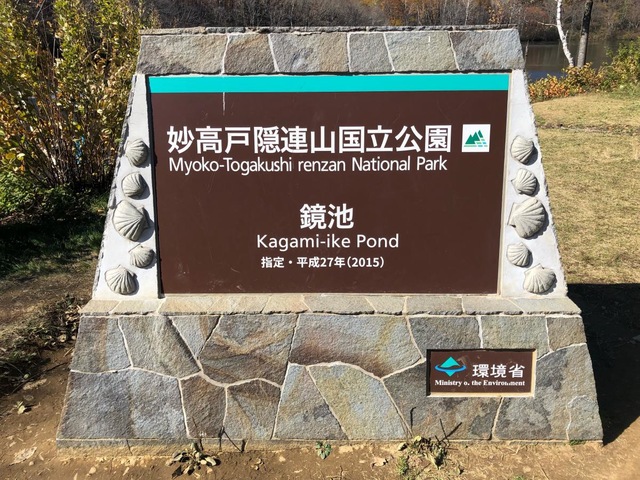 妙高戸隠連山国立公園
Myoko-Togakushi renzan National Park
鏡池
Kagami-ike Pond
指定・平成27年(2015)
環境省
Ministry o. the Environment